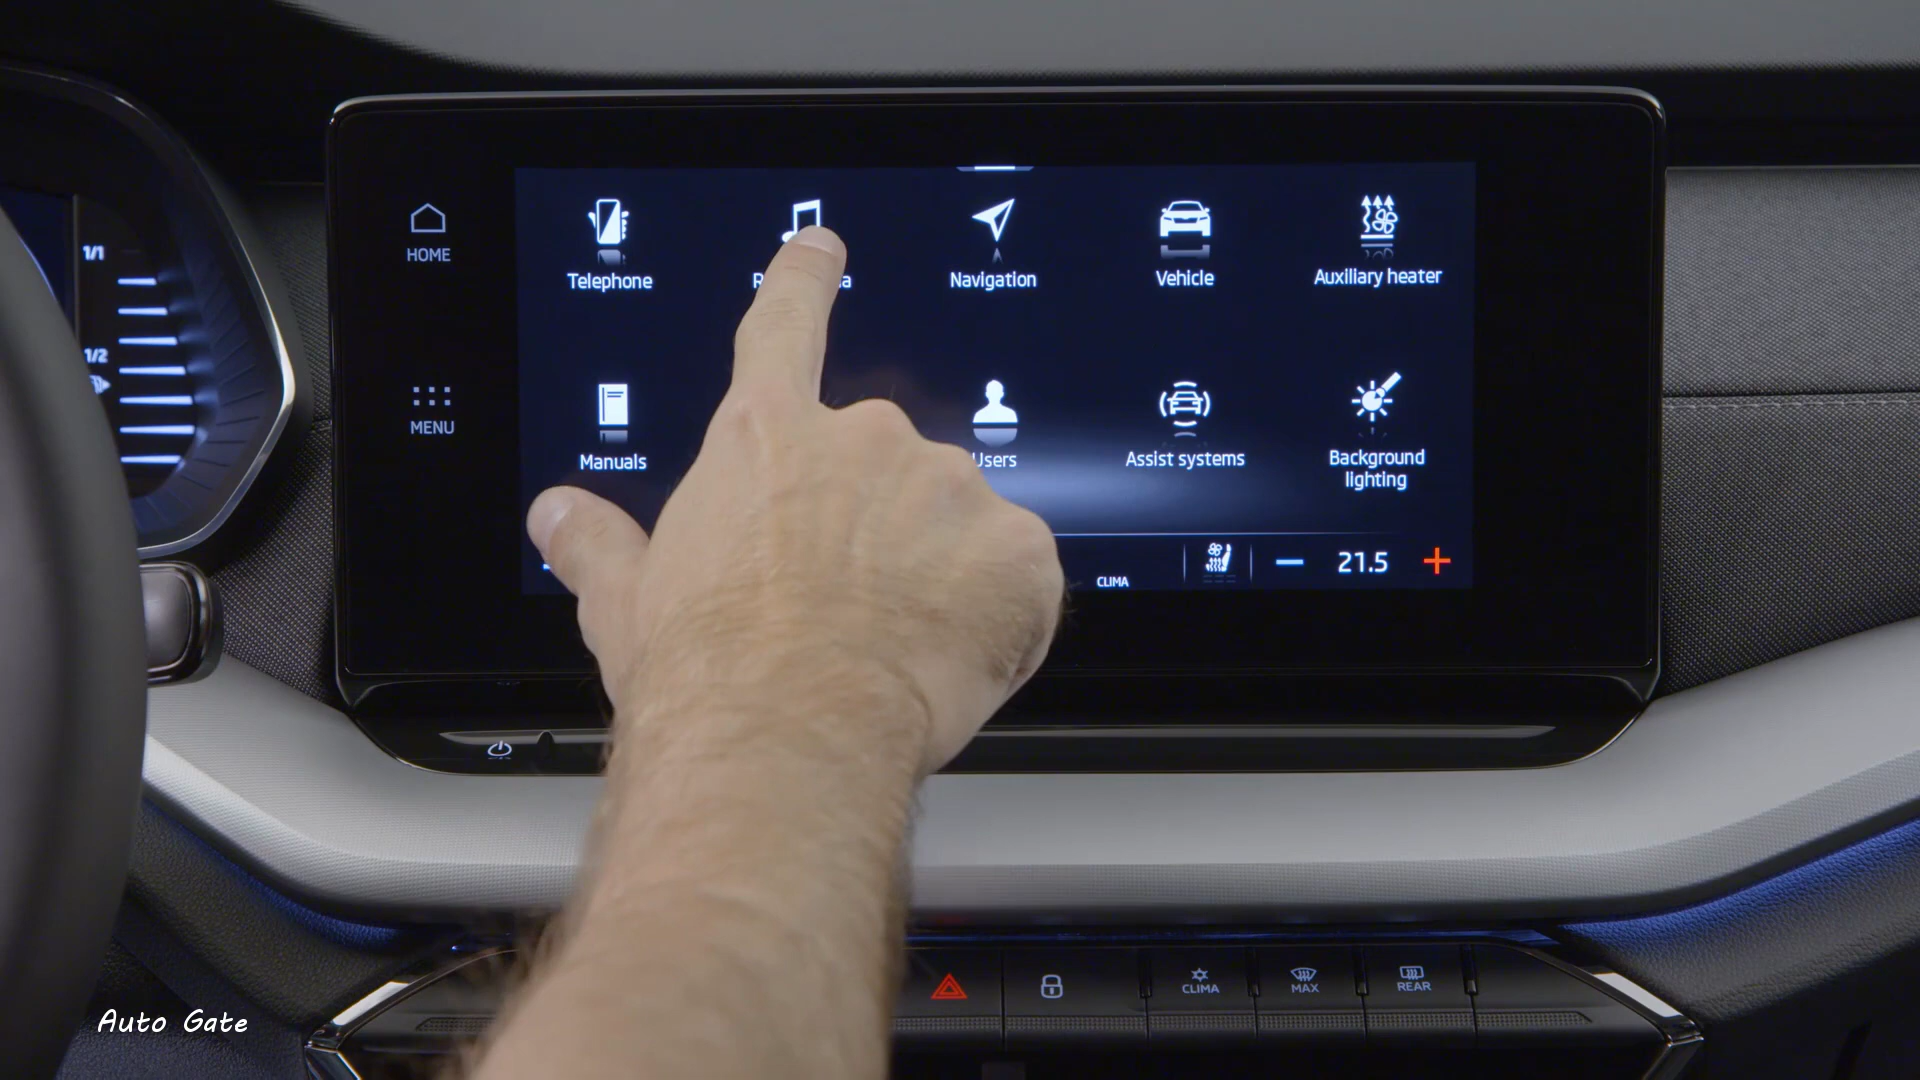 1/1
1/2
HOME
MENU
Telephone
Navigation
Vehicle
Auxiliary heater
Manuals
Users
Assist systems
Background
lighting
CLIMA
21.5
CLIMA
MAX
REAR
Auto Gate